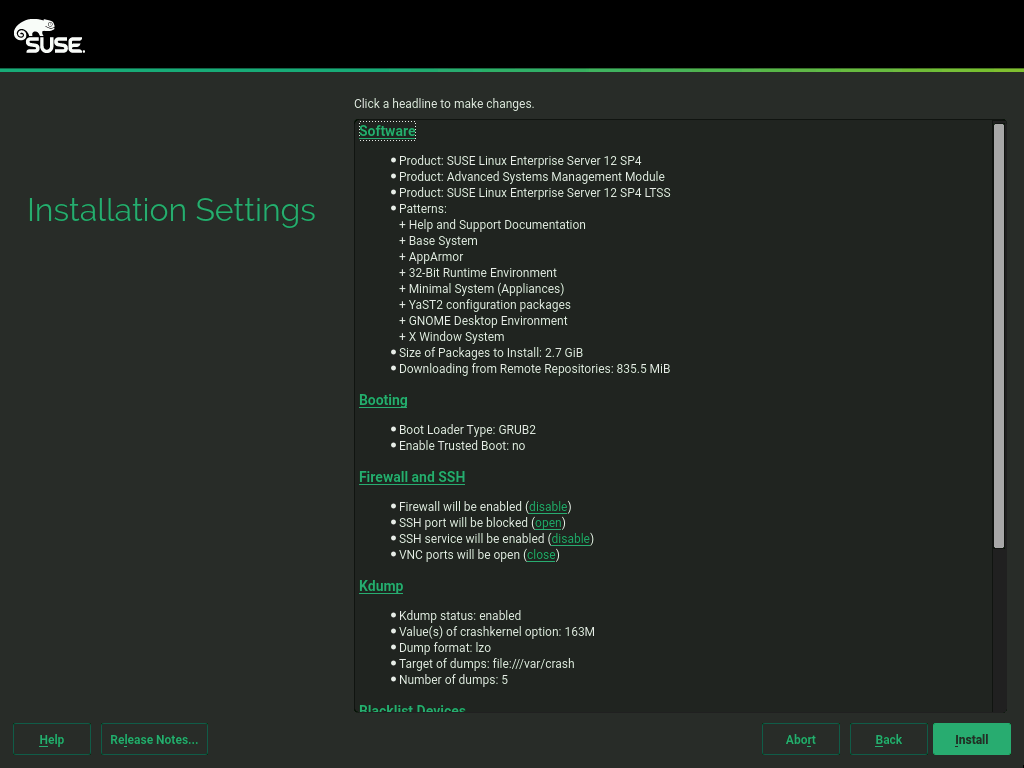 SUSE.
Click a headline to make changes.
Installation Settings
Software
Product: SUSE Linux Enterprise Server 12 SP4
Product: Advanced Systems Management Module
Product: SUSE Linux Enterprise Server 12 SP4 LTSS
Patterns:
+ Help and Support Documentation
+ Base System
+ AppArmor
+ 32-Bit Runtime Environment
+ Minimal System (Appliances)
+ YaST2 configuration packages
+ GNOME Desktop Environment
+ X Window System
Size of Packages to Install: 2.7 GiB
Downloading from Remote Repositories: 835.5 MiB
Booting
Boot Loader Type: GRUB2
Enable Trusted Boot: no
Firewall and SSH
Firewall will be enabled (disable)
SSH port will be blocked (open)
SSH service will be enabled (disable)
VNC ports will be open (close)
Kdump
Kdump status: enabled
Value(s) of crashkernel option: 163M
Dump format: lzo
Target of dumps: file:///var/crash
Number of dumps: 5
Blacklist Devices
Help
Release Notes...
Abort
Back
Install